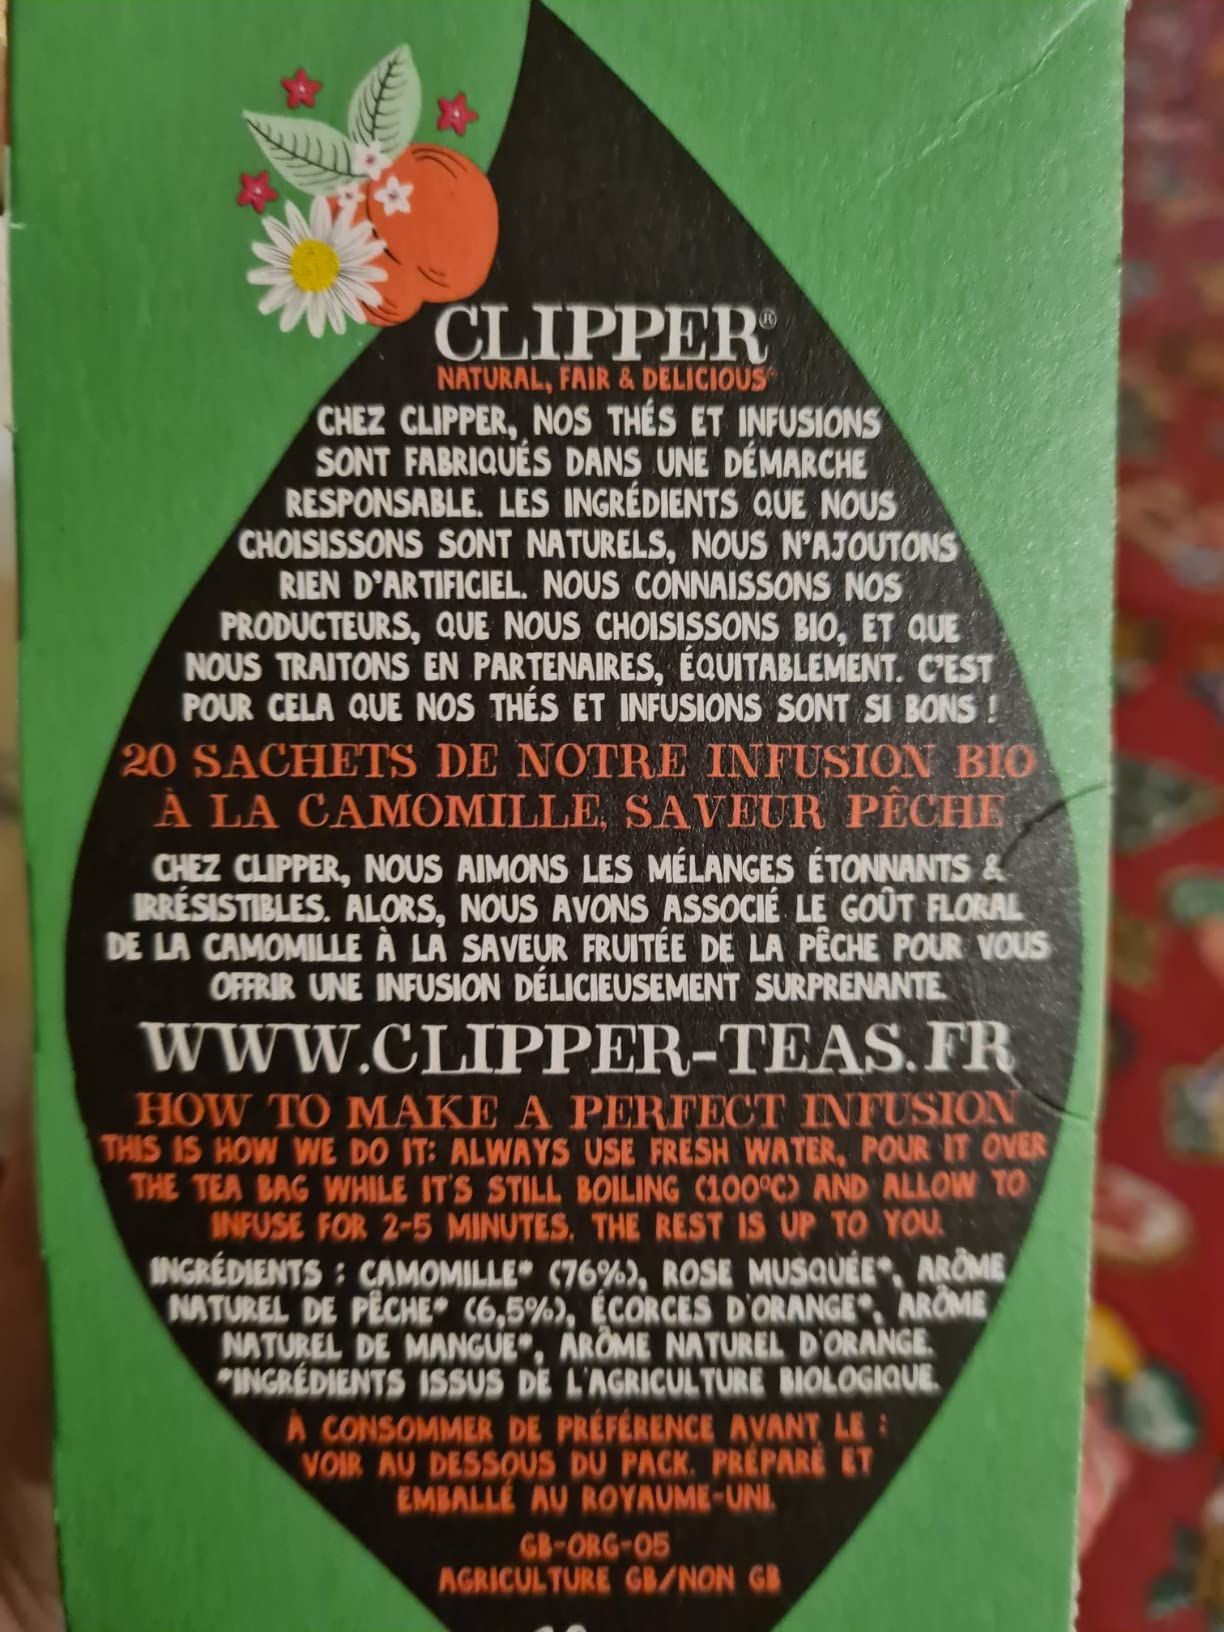 CLIPPER®
NATURAL, FAIR & DELICIOUS
CHEZ CLIPPER, NOS THÉS ET INFUSIONS
SONT FABRIQUÉS DANS UNE DÉMARCHE
RESPONSABLE. LES INGRÉDIENTS QUE NOUS
CHOISISSONS SONT NATURELS, NOUS N'AJOUTONS
RIEN D'ARTIFICIEL. NOUS CONNAISSONS NOS
PRODUCTEURS, QUE NOUS CHOISISSONS BIO, ET QUE
NOUS TRAITONS EN PARTENAIRES, ÉQUITABLEMENT. C'EST
POUR CELA QUE NOS THÉS ET INFUSIONS SONT SI BONS !
20 SACHETS DE NOTRE INFUSION BIO
À LA CAMOMILLE, SAVEUR PÊCHE
CHEZ CLIPPER, NOUS AIMONS LES MÉLANGES ÉTONNANTS &
IRRÉSISTIBLES. ALORS, NOUS AVONS ASSOCIÉ LE GOÛT FLORAL
DE LA CAMOMILLE À LA SAVEUR FRUITÉE DE LA PÊCHE POUR VOUS
OFFRIR UNE INFUSION DÉLICIEUSEMENT SURPRENANTE.
WWW.CLIPPER-TEAS.FR
HOW TO MAKE A PERFECT INFUSION
THIS IS HOW WE DO IT: ALWAYS USE FRESH WATER, POUR IT OVER
THE TEA BAG WHILE IT'S STILL BOILING (100°C) AND ALLOW TO
INFUSE FOR 2-5 MINUTES. THE REST IS UP TO YOU.
INGRÉDIENTS : CAMOMILLE* (76%), ROSE MUSQUÉE*, ARÔME
NATUREL DE PÊCHE* (6,5%), ÉCORCES D'ORANGE*, ARÔME
NATUREL DE MANGUE*, ARÔME NATUREL D'ORANGE.
*INGRÉDIENTS ISSUS DE L'AGRICULTURE BIOLOGIQUE.
À CONSOMMER DE PRÉFÉRENCE AVANT LE :
VOIR AU DESSOUS DU PACK. PRÉPARÉ ET
EMBALLÉ AU ROYAUME-UNI.
GB-ORG-05
AGRICULTURE GB/NON GB